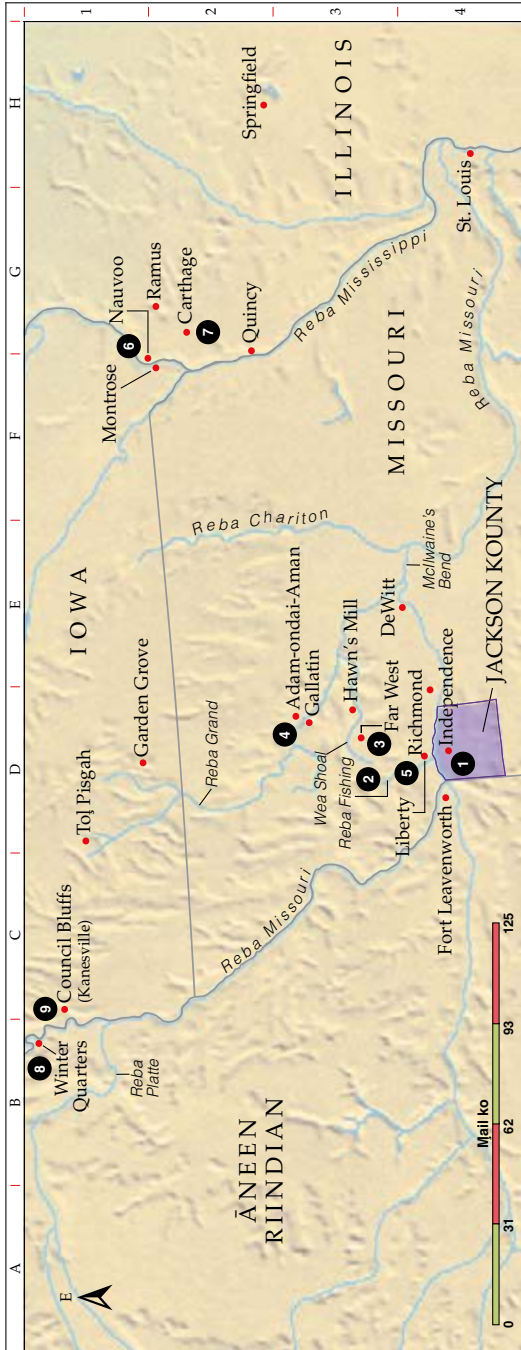 A
B
C
D
E
F
G
H
1
2
3
4
E
8
Winter
Quarters
9
Council Bluffs
(Kanesville)
Reba
Platte
Tol Pisgah
Garden Grove
IOWA
Reba Grand
Reba Missouri
ĀNEEN
RIINDIAN
Montrose
6
Nauvoo
Ramus
Carthage
7
Quincy
Reba Mississippi
Springfield
ILLINOIS
Reba Chariton
4
Adam-ondai-Aman
Gallatin
Wea Shoal
Hawn's Mill
Reba Fishing
2
3
Far West
DeWitt
McIlwaine's
Bend
MISSOURI
Reba Missouri
St. Louis
Liberty
5
Richmond
1
Independence
JACKSON KOUNTY
Fort Leavenworth
Mail ko
0
31
62
93
125